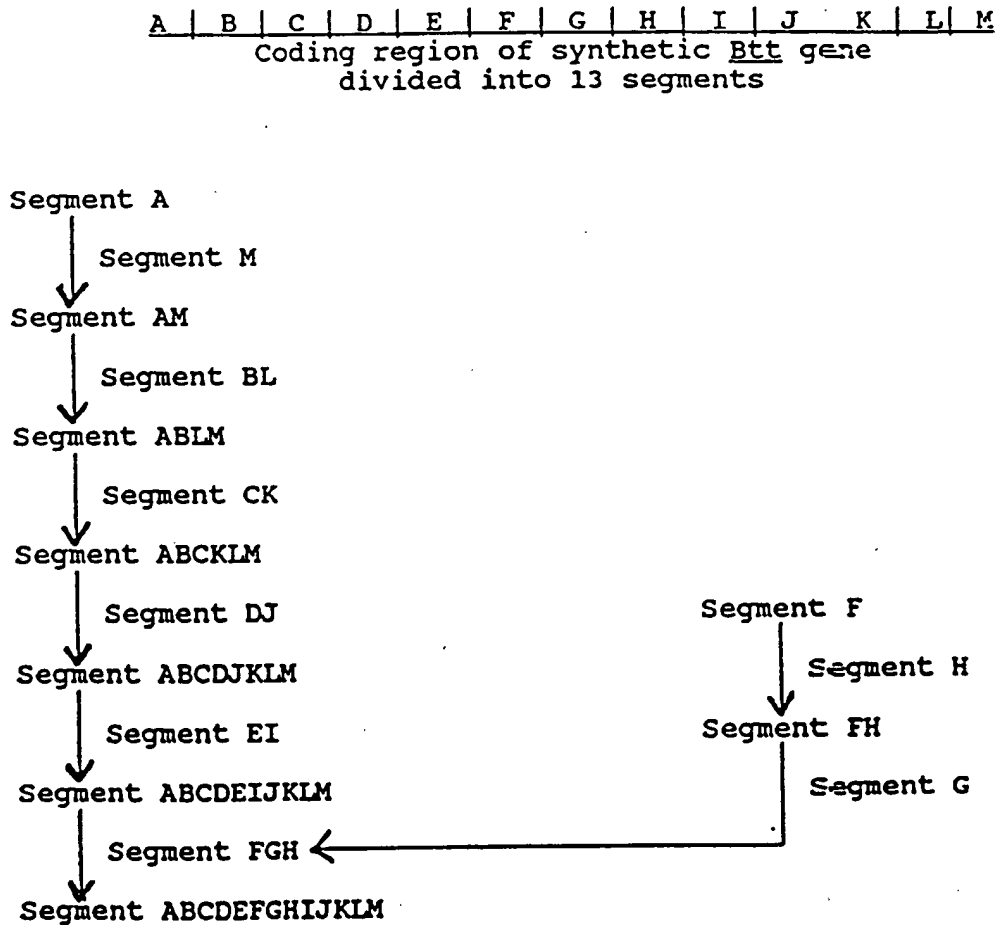 A | B | C | D | E | F | G | H | I | J K | L | M
Coding region of synthetic Btt gene
divided into 13 segments
Segment A
Segment M
Segment AM
Segment BL
Segment ABLM
Segment CK
Segment ABCKLM
Segment DJ
Segment ABCDJKLM
Segment EI
Segment ABCDEIJKLM
Segment F
Segment H
Segment FH
Segment G
Segment FGH
Segment ABCDEFGHIJKLM